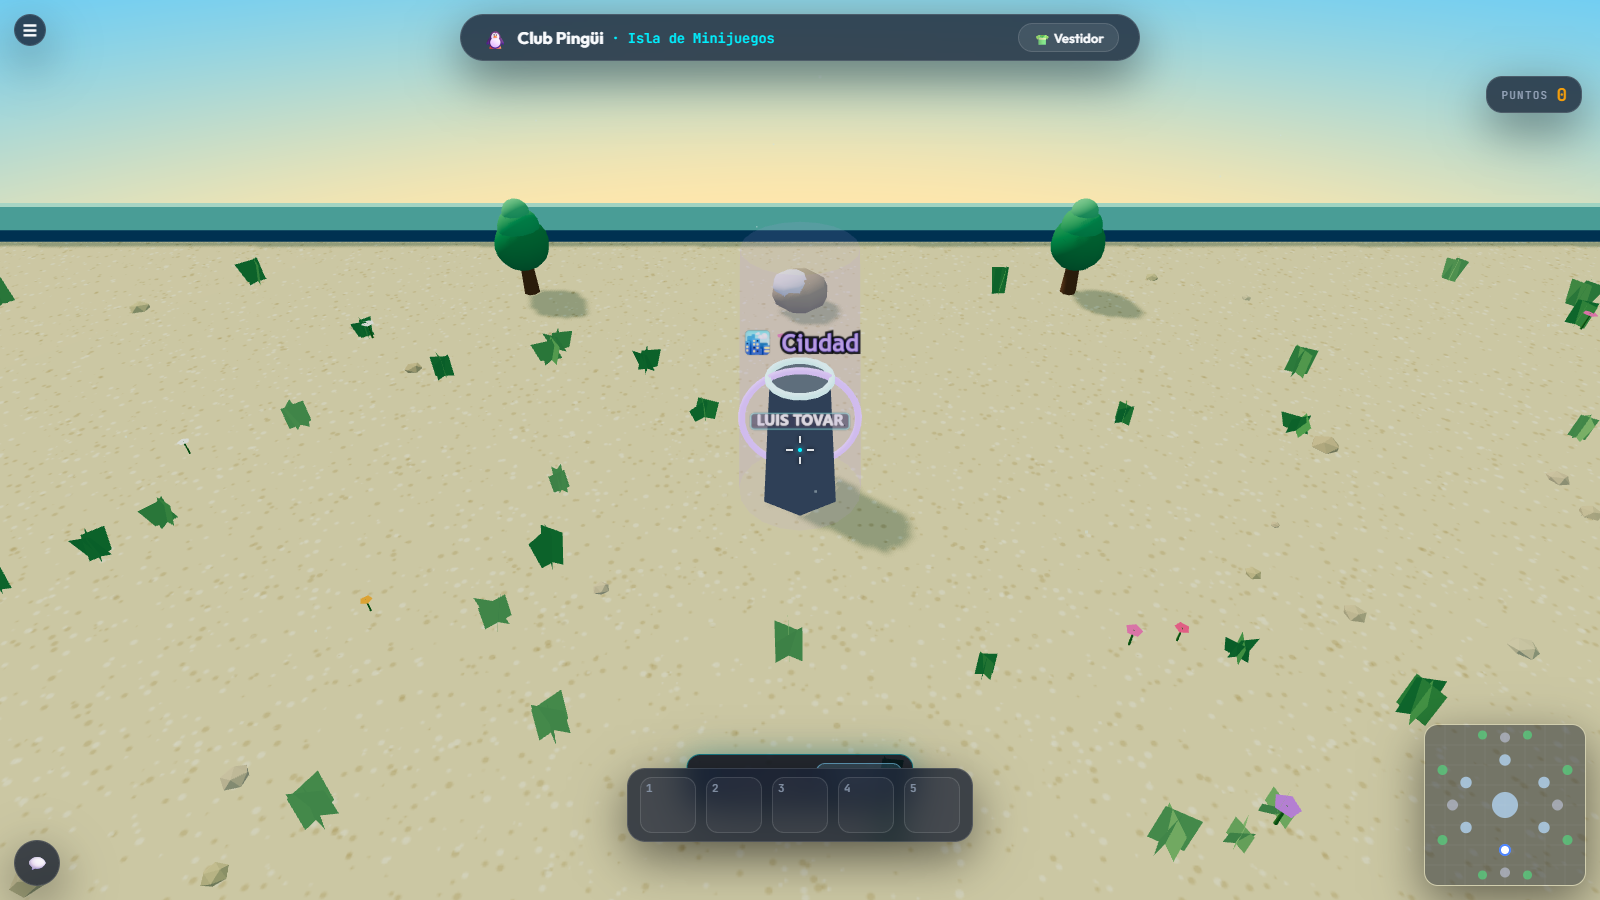 Club Pingüi · Isla de Minijuegos
Vestidor
PUNTOS 0
Ciudad
LUIS TOVAR
1 2 3 4 5